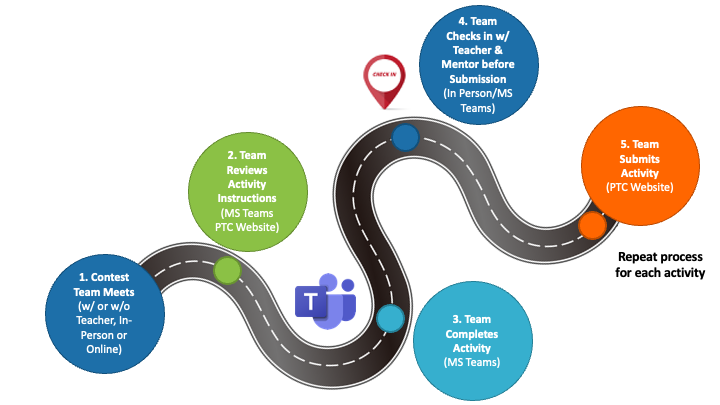 1. Contest
Team Meets
(w/ or w/o
Teacher, In-
Person or
Online)
2. Team
Reviews
Activity
Instructions
(MS Teams
PTC Website)
T
3. Team
Completes
Activity
(MS Teams)
CHECK IN
4. Team
Checks in w/
Teacher &
Mentor before
Submission
(In Person/MS
Teams)
5. Team
Submits
Activity
(PTC Website)
Repeat process
for each activity